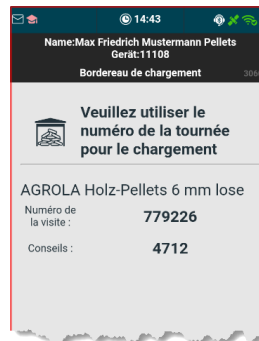 14:43
Name:Max Friedrich Mustermann Pellets
Gerät:11108
Bordereau de chargement
Veuillez utiliser le
numéro de la tournée
pour le chargement
AGROLA Holz-Pellets 6 mm lose
Numéro de
la visite :
779226
Conseils :
4712